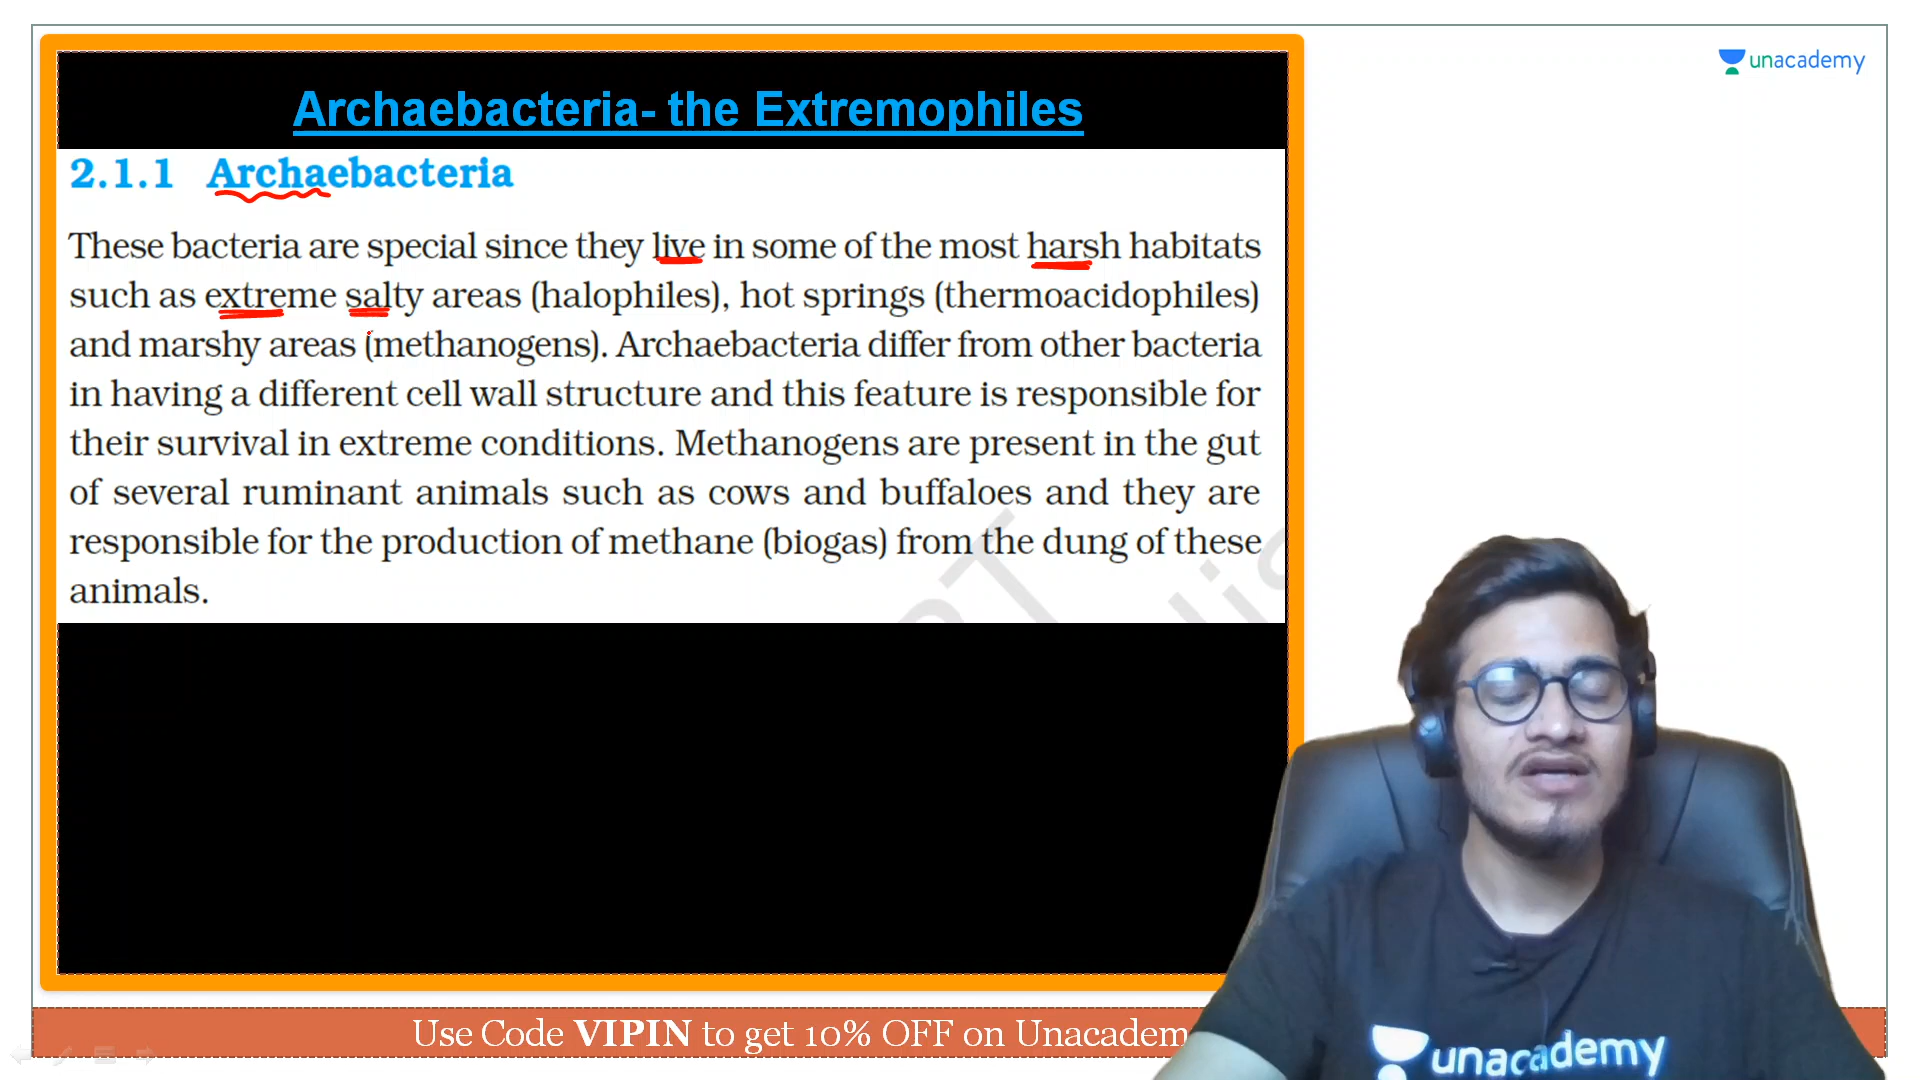 Archaebacteria- the Extremophiles
unacademy
2.1.1 Archaebacteria
These bacteria are special since they live in some of the most harsh habitats
such as extreme salty areas (halophiles), hot springs (thermoacidophiles)
and marshy areas (methanogens). Archaebacteria differ from other bacteria
in having a different cell wall structure and this feature is responsible for
their survival in extreme conditions. Methanogens are present in the gut
of several ruminant animals such as cows and buffaloes and they are
responsible for the production of methane (biogas) from the dung of these
animals.
Use Code VIPIN to get 10% OFF on Unacadem
unacademy